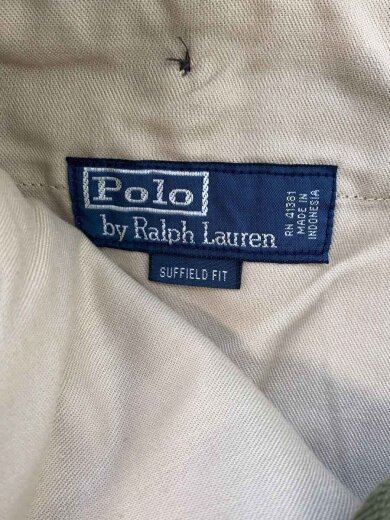 Polo
by Ralph Lauren
RN 41381
MADE IN
INDONESIA
SUFFIELD FIT